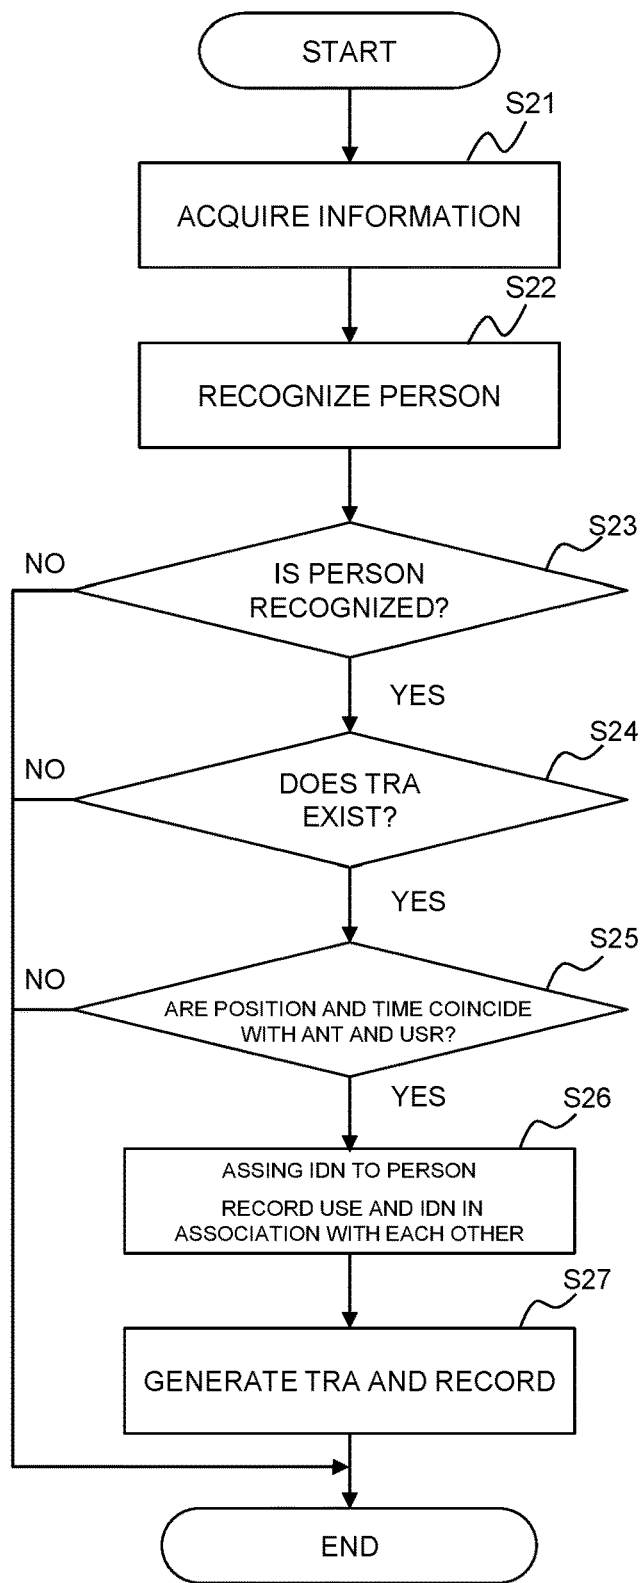 START
S21
ACQUIRE INFORMATION
S22
RECOGNIZE PERSON
S23
NO
IS PERSON
RECOGNIZED?
YES
S24
NO
DOES TRA
EXIST?
YES
S25
NO
ARE POSITION AND TIME COINCIDE
WITH ANT AND USR?
YES
S26
ASSING IDN TO PERSON
RECORD USE AND IDN IN
ASSOCIATION WITH EACH OTHER
S27
GENERATE TRA AND RECORD
END